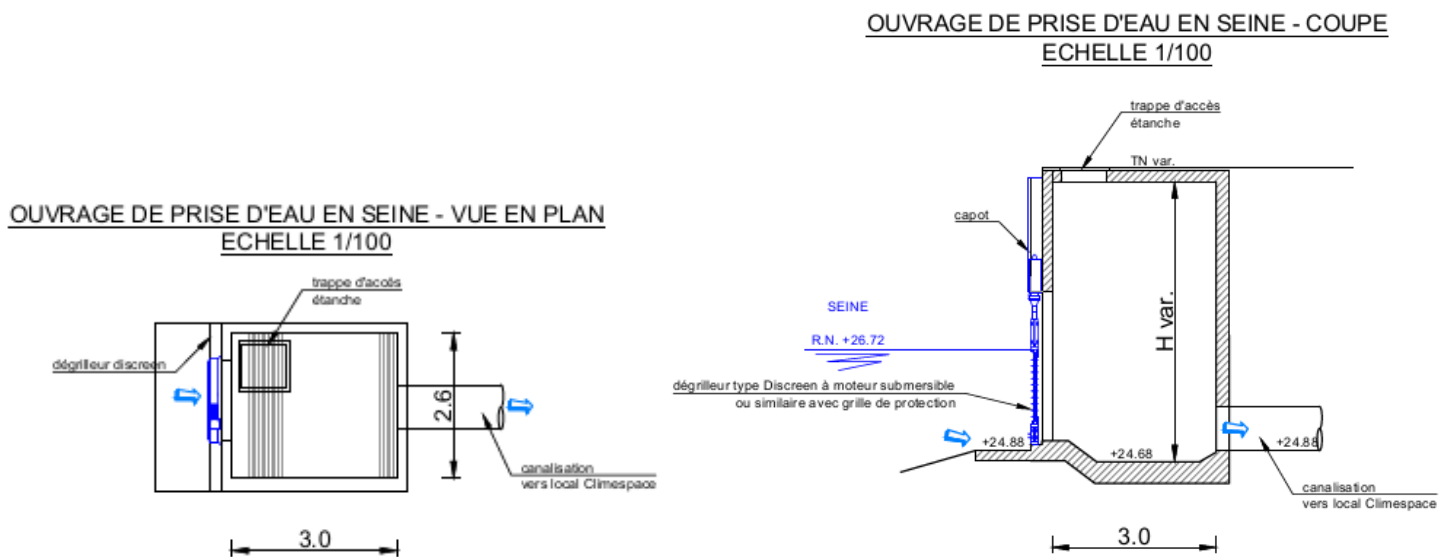 OUVRAGE DE PRISE D'EAU EN SEINE - VUE EN PLAN
ECHELLE 1/100
trappe d'accès
étanche
dégrilleur discreen
2.6
canalisation
vers local Climespace
3.0
OUVRAGE DE PRISE D'EAU EN SEINE - COUPE
ECHELLE 1/100
trappe d'accès
étanche
TN var.
capot
SEINE
R.N. +26.72
H var.
dégrilleur type Discreen à moteur submersible
ou similaire avec grille de protection
+24.88
+24.68
+24.88
canalisation
vers local Climespace
3.0